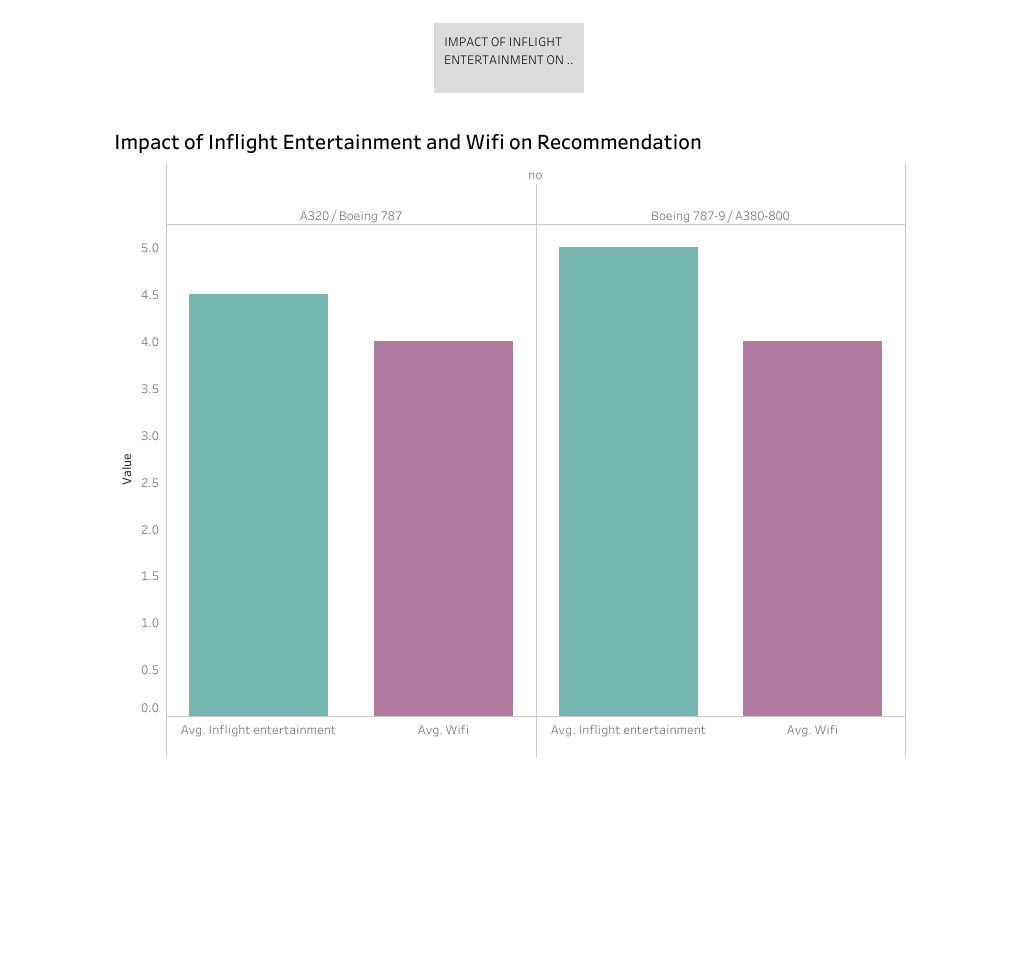 IMPACT OF INFLIGHT
ENTERTAINMENT ON ..
Impact of Inflight Entertainment and Wifi on Recommendation
no
A320 / Boeing 787
Boeing 787-9 / A380-800
5.0
4.5
4.0
3.5
3.0
2.5
2.0
1.5
1.0
0.5
0.0
Value
Avg. Inflight entertainment
Avg. Wifi
Avg. Inflight entertainment
Avg. Wifi